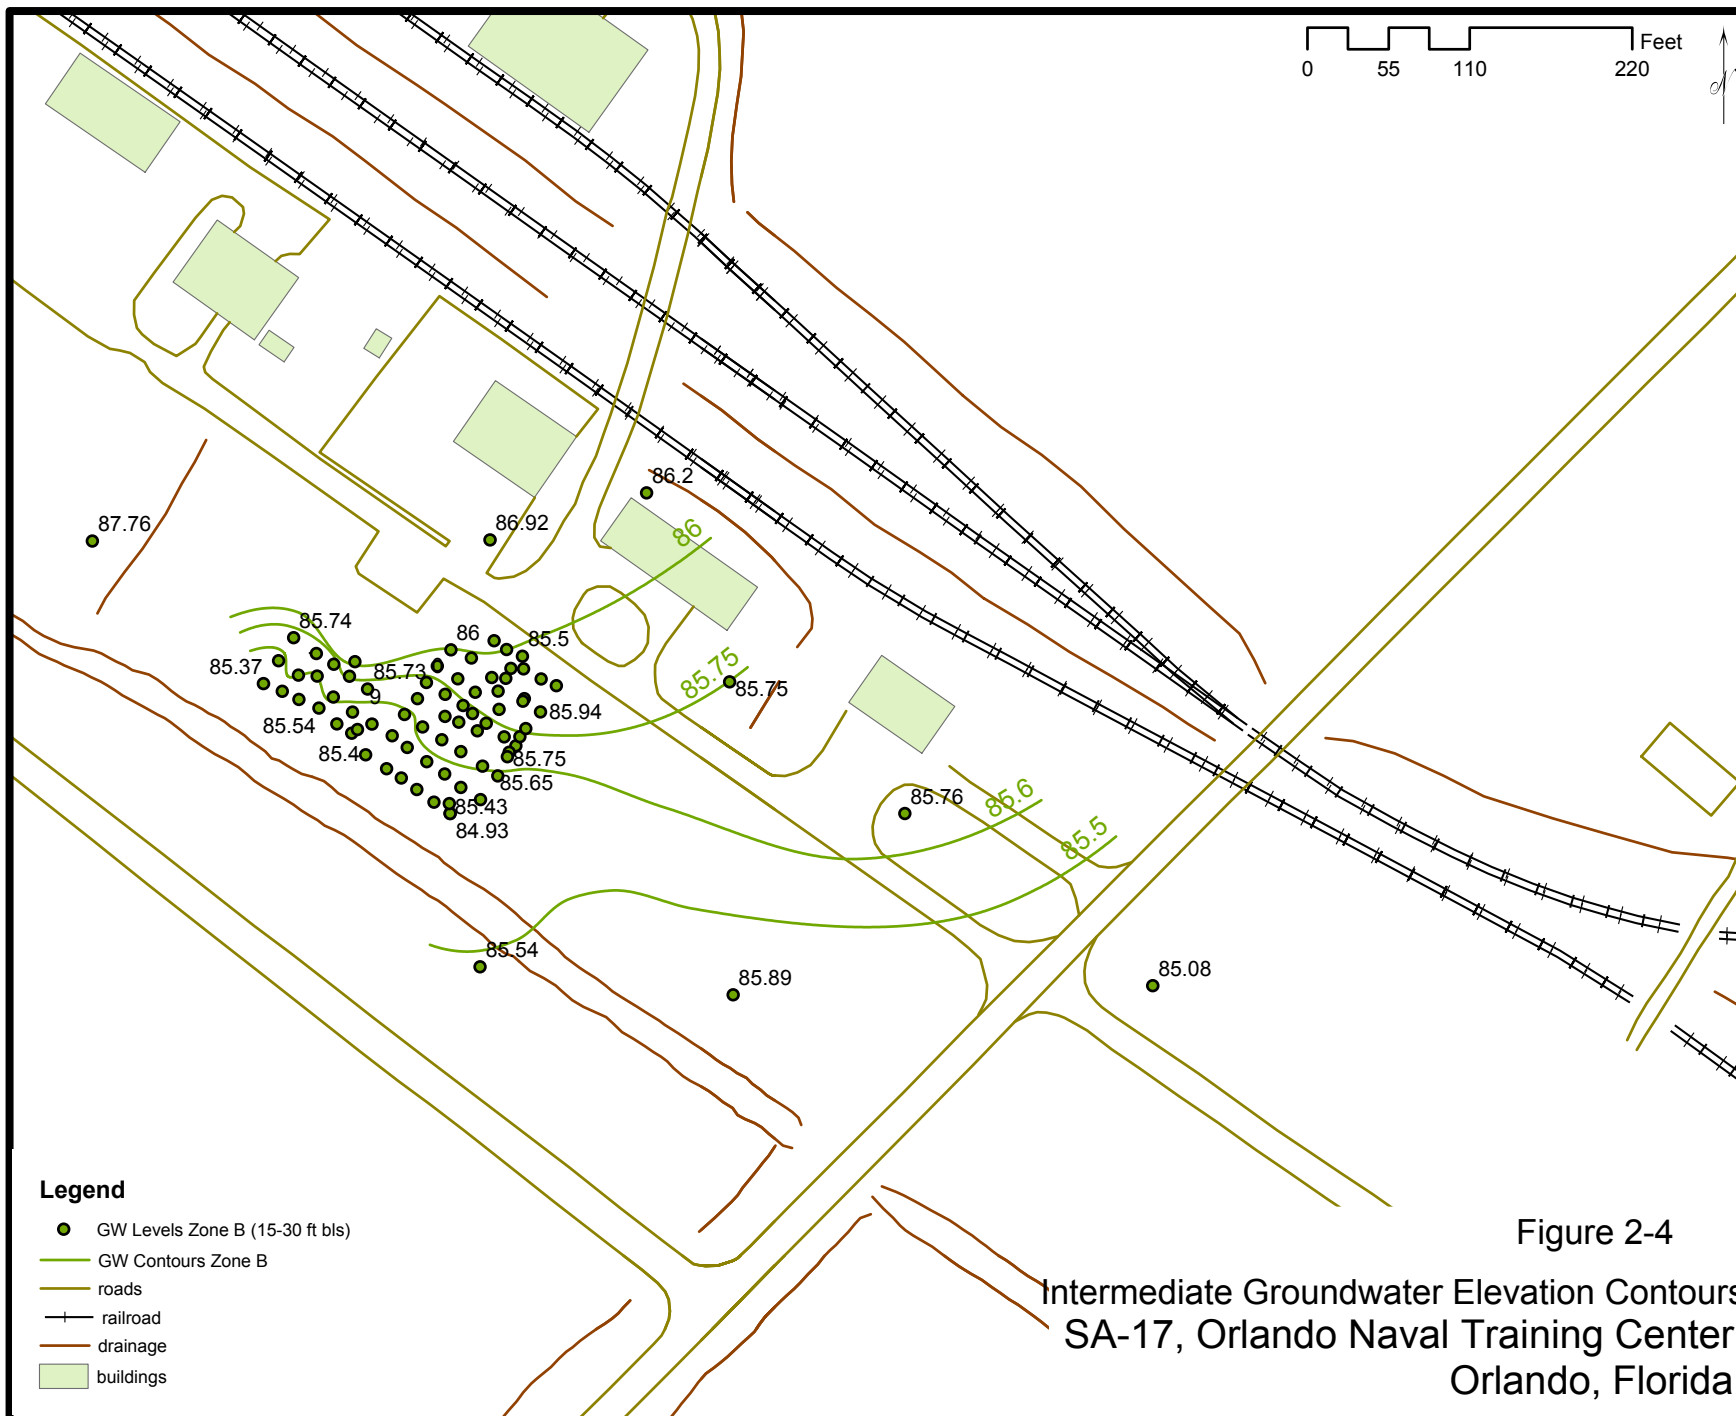 Feet
0 55 110 220
N
86.2
87.76
86.92
86
85.74
86
85.5
85.37
85.73
85.75
85.75
9
85.94
85.54
85.4
85.75
85.65
85.76
85.6
85.43
84.93
85.5
85.54
85.89
85.08
Legend
GW Levels Zone B (15-30 ft bls)
GW Contours Zone B
roads
railroad
drainage
buildings
Figure 2-4
Intermediate Groundwater Elevation Contours
SA-17, Orlando Naval Training Center
Orlando, Florida